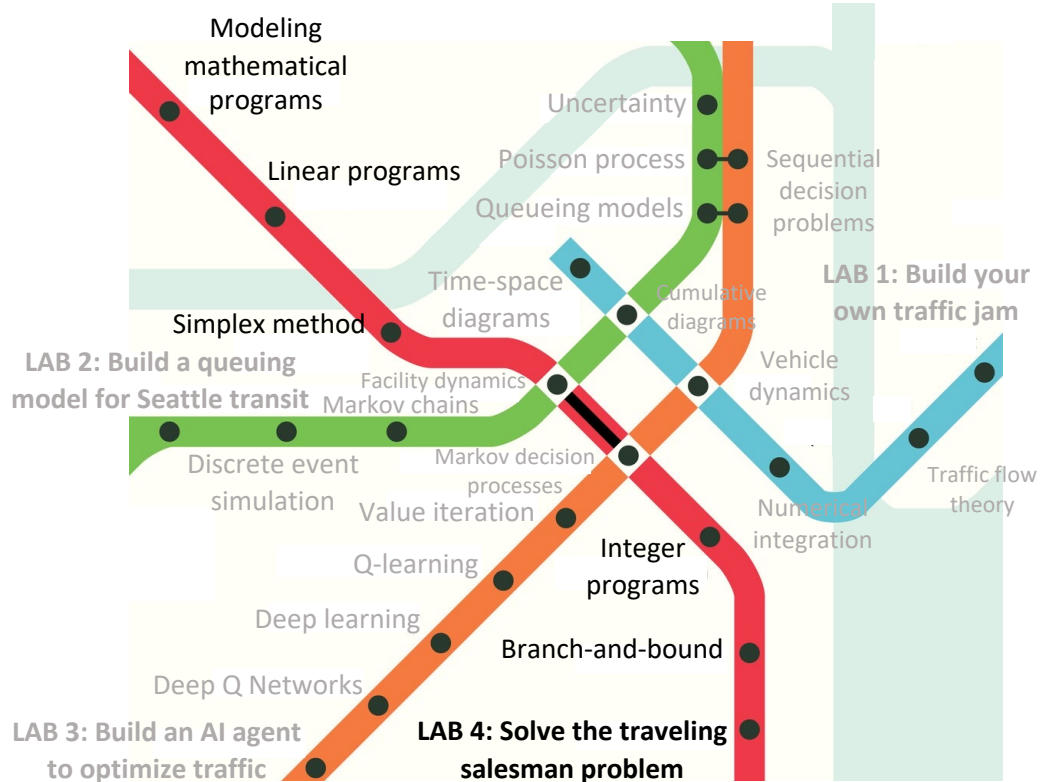 Modeling
mathematical
programs
Linear programs
Uncertainty
Poisson process
Queueing models
Sequential
decision
problems
Time-space
diagrams
Cumulative
diagrams
LAB 1: Build your
own traffic jam
Simplex method
LAB 2: Build a queuing
model for Seattle transit
Facility dynamics
Markov chains
Vehicle
dynamics
Discrete event
simulation
Markov decision
processes
Value iteration
Numerical
integration
Traffic flow
theory
Integer
programs
Q-learning
Deep learning
Branch-and-bound
Deep Q Networks
LAB 3: Build an AI agent
to optimize traffic
LAB 4: Solve the traveling
salesman problem